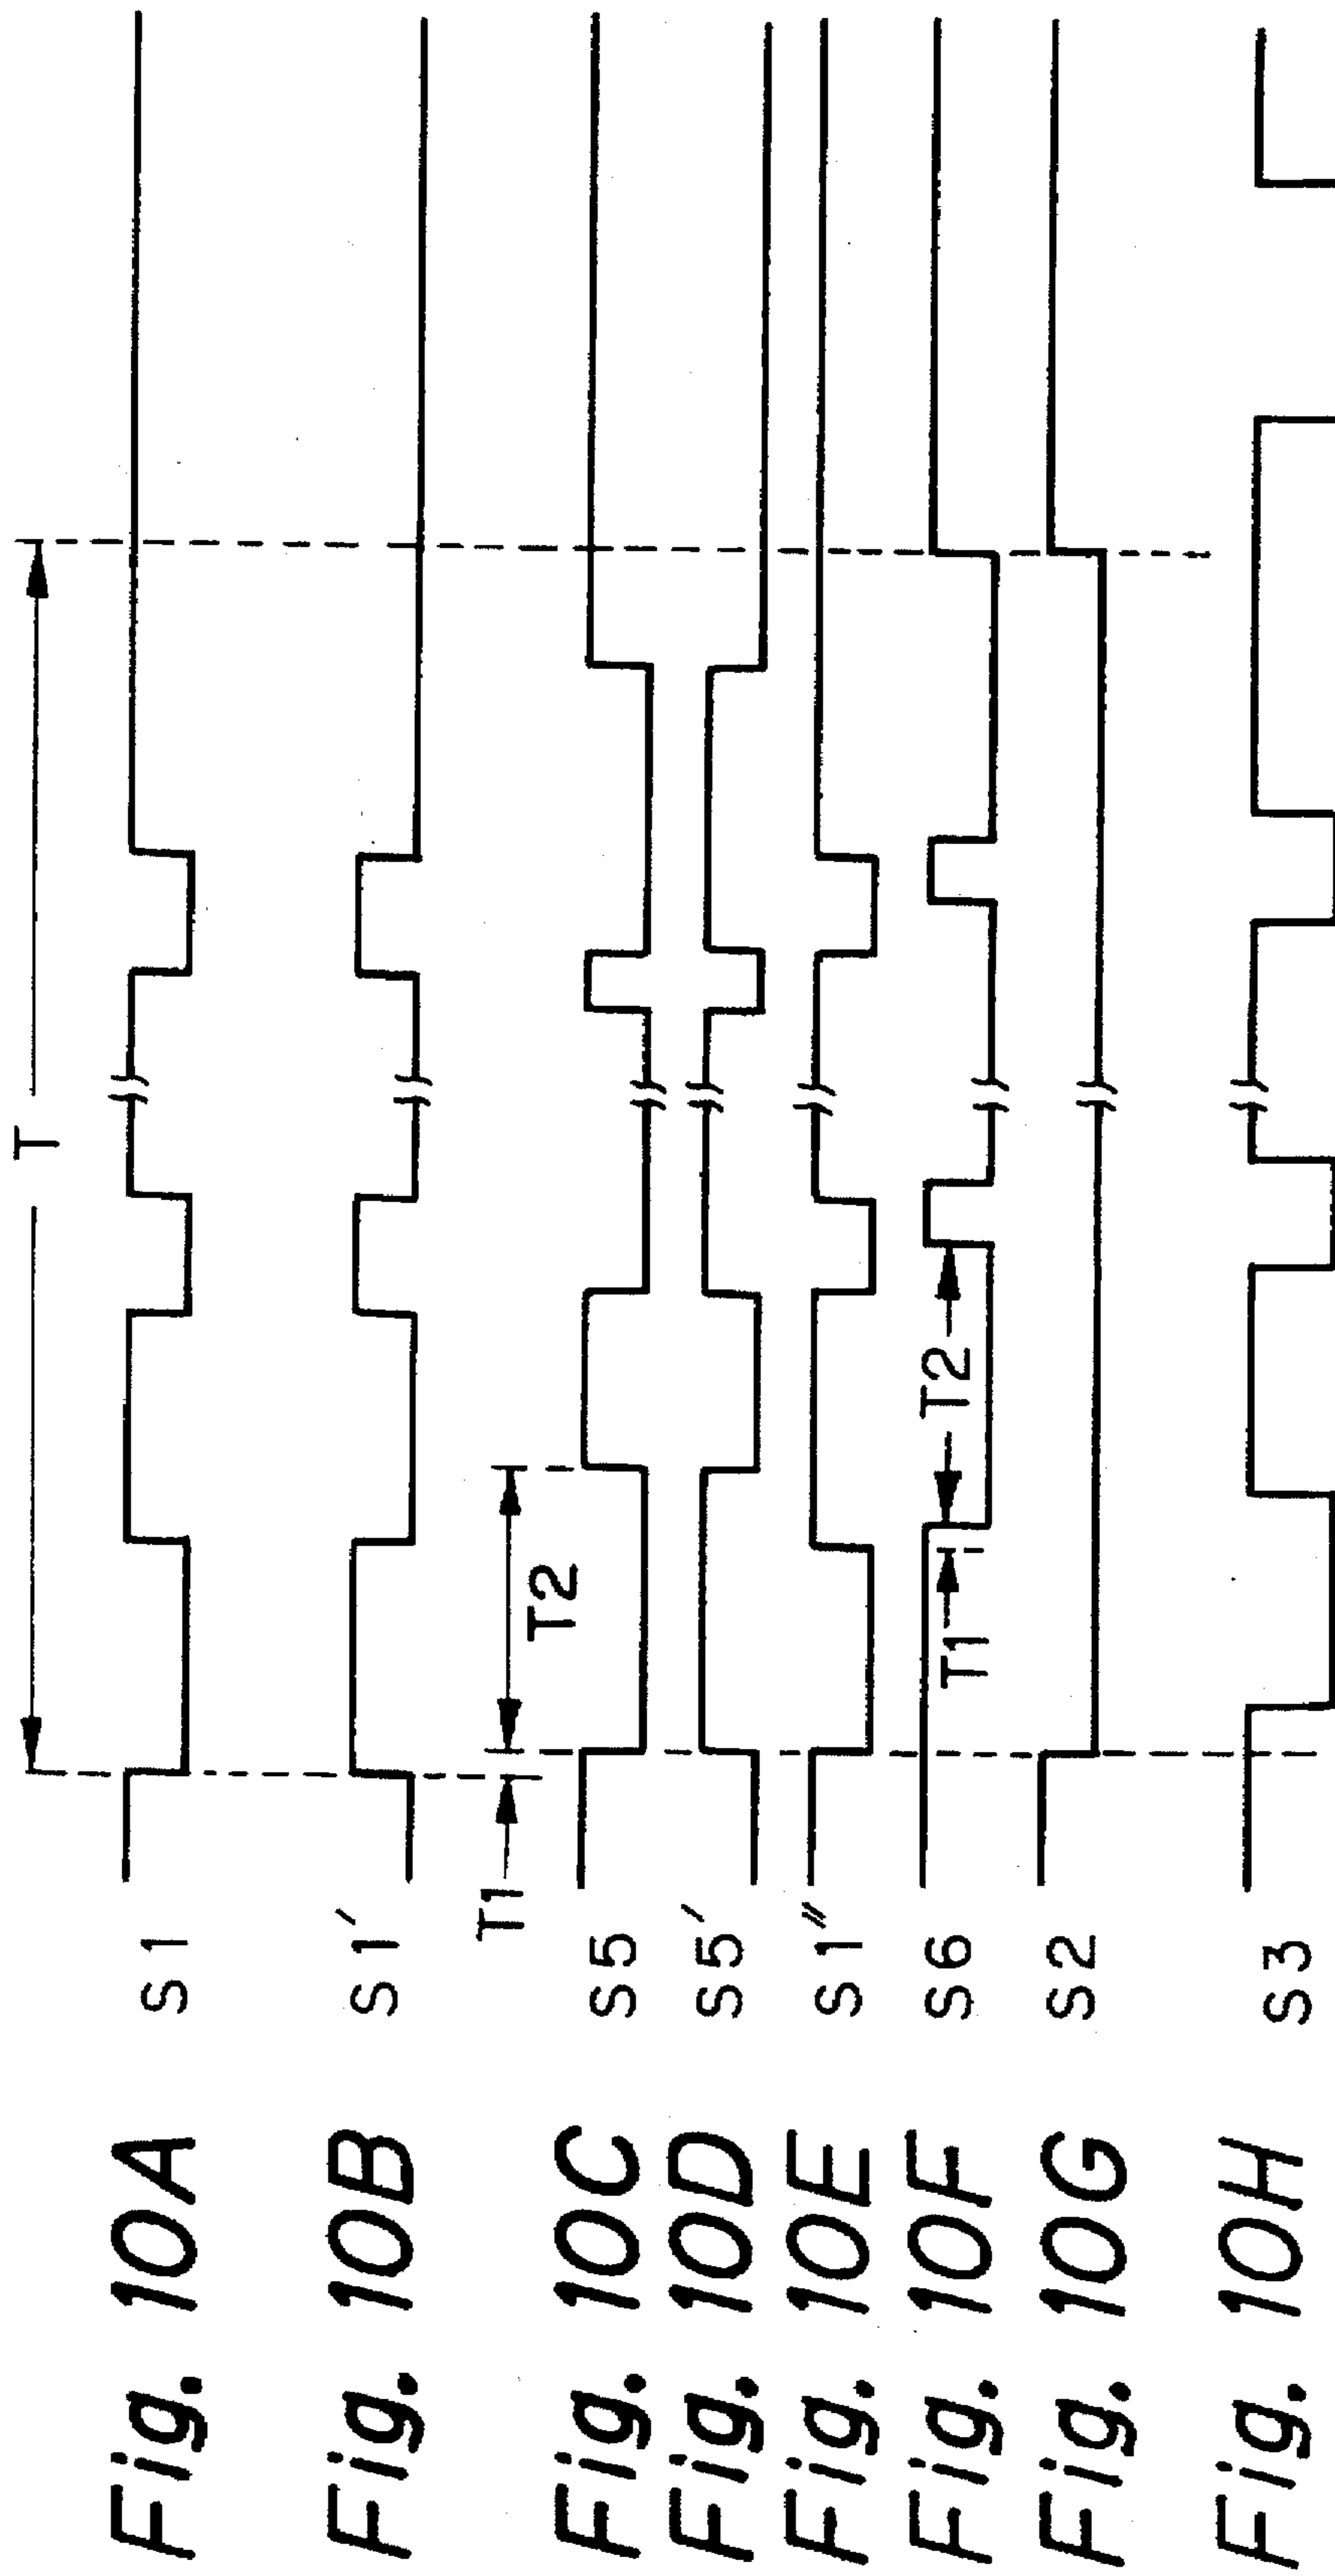 T
Fig. 10A S1
Fig. 10B S1′
T1 T2
Fig. 10C S5
Fig. 10D S5′
Fig. 10E S1″
Fig. 10F S6 T1 T2
Fig. 10G S2
Fig. 10H S3